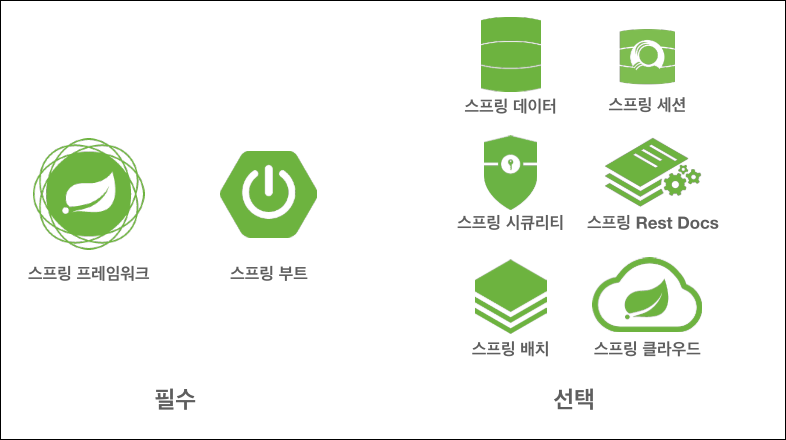 스프링 데이터
스프링 세션
스프링 시큐리티
스프링 Rest Docs
스프링 프레임워크
스프링 부트
스프링 배치
스프링 클라우드
필수
선택